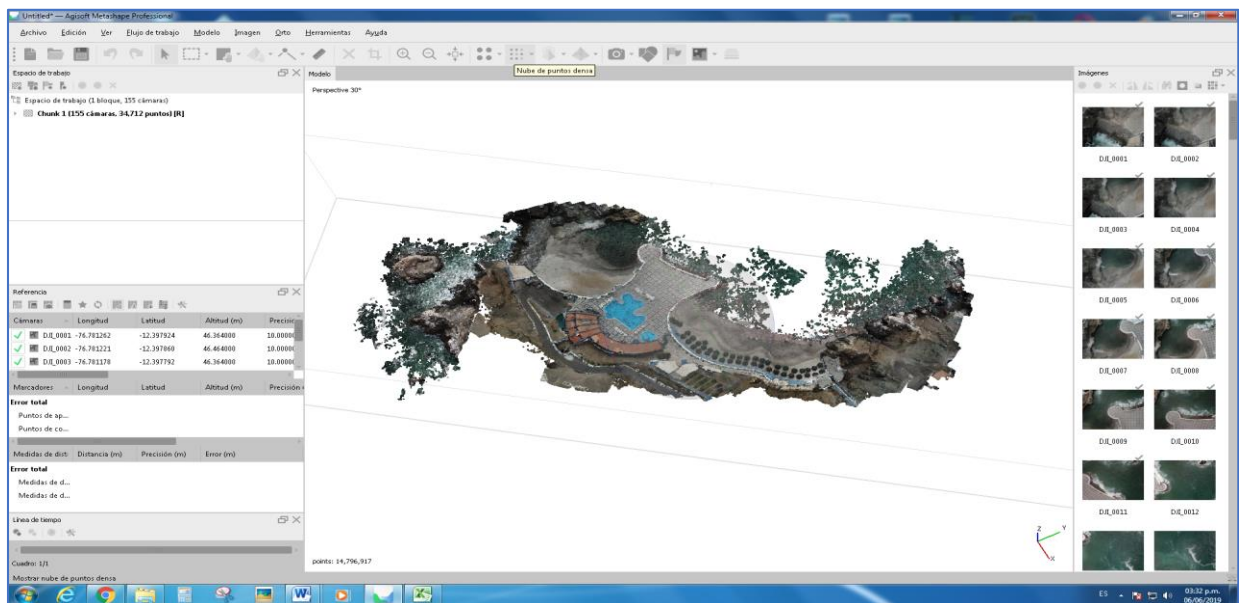 Untitled* — Agisoft Metashape Professional
Archivo Edición Ver Flujo de trabajo Modelo Imagen Orto Herramientas Ayuda
Espacio de trabajo
Espacio de trabajo (1 bloque, 155 cámaras)
Chunk 1 (155 cámaras, 34,712 puntos) [R]
Referencia
Cámaras Longitud Latitud Altitud (m) Precisic
DJI_0001 -76.781262 -12.397924 46.364000 10.00000
DJI_0002 -76.781221 -12.397860 46.464000 10.00000
DJI_0003 -76.781178 -12.397792 46.364000 10.00000
Marcadores Longitud Latitud Altitud (m) Precisión
Error total
Puntos de ap...
Puntos de co...
Medidas de dist Distancia (m) Precisión (m) Error (m)
Error total
Medidas de d...
Medidas de d...
Línea de tiempo
Cuadro: 1/1
Mostrar nube de puntos densa
Modelo
Nube de puntos densa
Perspective 30°
Z Y
X
points: 14,796,917
Imágenes
DJI_0001 DJI_0002
DJI_0003 DJI_0004
DJI_0005 DJI_0006
DJI_0007 DJI_0008
DJI_0009 DJI_0010
DJI_0011 DJI_0012
ES 03:32 p.m.
06/06/2019